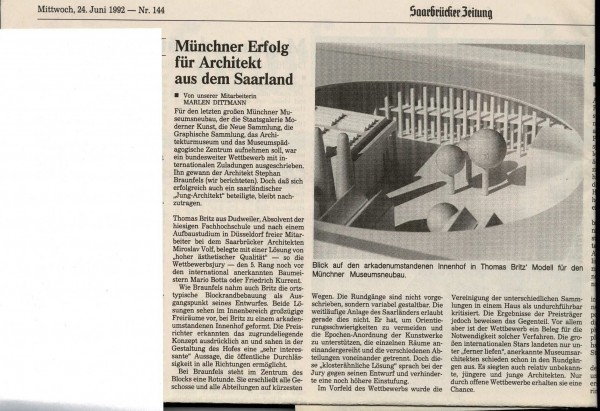 Mittwoch, 24. Juni 1992 — Nr. 144
Saarbrücker Zeitung
Münchner Erfolg
für Architekt
aus dem Saarland
■ Von unserer Mitarbeiterin
MARLEN DITTMANN
Für den letzten großen Münchner Mu-
seumsneubau, der die Staatsgalerie Mo-
derner Kunst, die Neue Sammlung, die
Graphische Sammlung, das Archi-
tekturmuseum und das Museumspäd-
agogische Zentrum aufnehmen soll, war
ein bundesweiter Wettbewerb mit in-
ternationalen Zuladungen ausgeschrieben.
Ihn gewann der Architekt Stephan
Braunfels (wir berichteten). Doch daß sich
erfolgreich auch ein saarländischer
„Jung-Architekt" beteiligte, bleibt nach-
zutragen.
Thomas Britz aus Dudweiler, Absolvent der
hiesigen Fachhochschule und nach einem
Aufbaustudium in Düsseldorf freier Mitar-
beiter bei dem Saarbrücker Architekten
Miroslav Volf, belegte mit einer Lösung von
„hoher ästhetischer Qualität" — so die
Wettbewerbsjury — den 5. Rang noch vor
den international anerkannten Baumei-
stern Mario Botta oder Friedrich Kurrent.
Wie Braunfels nahm auch Britz die orts-
typische Blockrandbebauung als Aus-
gangspunkt seines Entwurfes. Beide Lö-
sungen sehen im Innenbereich großzügige
Freiräume vor, bei Britz zu einem arkaden-
umstandenen Innenhof geformt. Die Preis-
richter erkannten das zugrundeliegende
Konzept ausdrücklich an und sahen in der
Gestaltung des Hofes eine „sehr interes-
sante" Aussage, die öffentliche Durchläs-
sigkeit in alle Richtungen ermöglicht.
Bei Braunfels steht im Zentrum des
Blocks eine Rotunde. Sie erschließt alle Ge-
schosse und alle Abteilungen auf kürzesten
Blick auf den arkadenumstandenen Innenhof in Thomas Britz' Modell für den
Münchner Museumsneubau.
Wegen. Die Rundgänge sind nicht vorge-
schrieben, sondern variabel gestaltbar. Die
weitläufige Anlage des Saarländers erlaubt
gerade dies nicht. Er hat, um Orientie-
rungsschwierigkeiten zu vermeiden und
die Epochen-Anordnung der Kunstwerke
zu unterstützen, die einzelnen Räume an-
einandergereiht und die verschiedenen Ab-
teilungen voneinander getrennt. Doch die-
se „klosterähnliche Lösung" sprach bei der
Jury gegen seinen Entwurf und verhinder-
te eine noch höhere Einstufung.
Im Vorfeld des Wettbewerbs wurde die
Vereinigung der unterschiedlichen Samm-
lungen in einem Haus als undurchführbar
kritisiert. Die Ergebnisse der Preisträger
jedoch beweisen das Gegenteil. Vor allem
aber ist der Wettbewerb ein Beleg für die
Notwendigkeit solcher Verfahren. Die gro-
ßen internationalen Stars landeten nur un-
ter „ferner liefen", anerkannte Museumsar-
chitekten schieden schon in den Rundgän-
gen aus. Es siegten auch relativ unbekann-
te, jüngere und junge Architekten. Nur
durch offene Wettbewerbe erhalten sie eine
Chance.